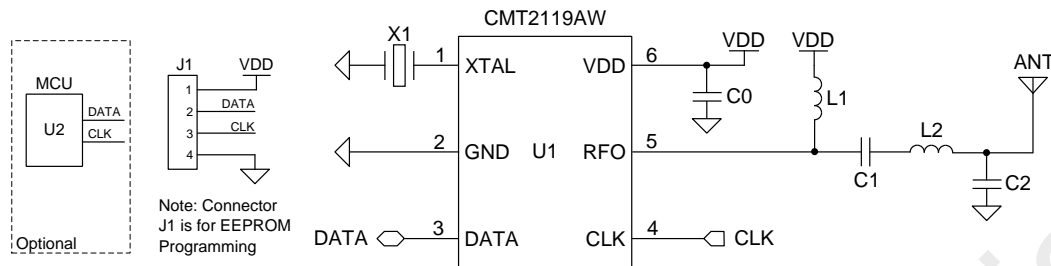 CMT2119AW
MCU
U2
DATA
CLK
Optional
J1
VDD
1
2
DATA
3
CLK
4
Note: Connector
J1 is for EEPROM
Programming
X1
1
XTAL
VDD
6
VDD
C0
VDD
L1
ANT
2
GND
U1
RFO
5
C1
L2
C2
DATA
3
DATA
CLK
4
CLK